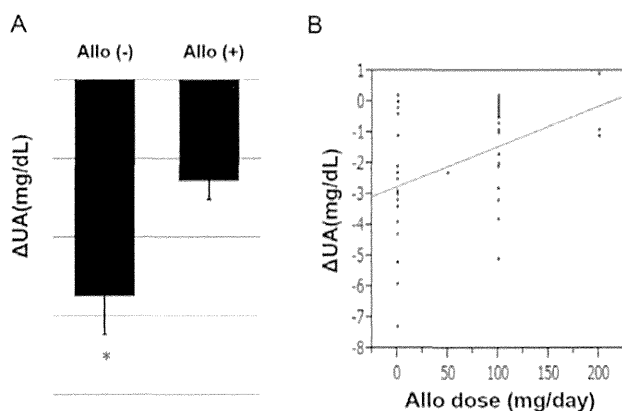 A
Allo (-) Allo (+)
ΔUA(mg/dL)
*
B
ΔUA(mg/dL)
1
0
-1
-2
-3
-4
-5
-6
-7
-8
0 50 100 150 200
Allo dose (mg/day)